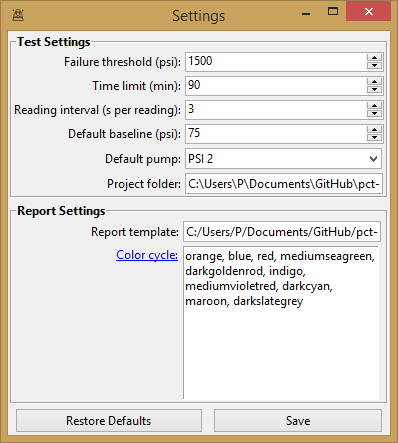 Settings
Test Settings
Failure threshold (psi): 1500
Time limit (min): 90
Reading interval (s per reading): 3
Default baseline (psi): 75
Default pump: PSI 2
Project folder: C:\Users\P\Documents\GitHub\pct-
Report Settings
Report template: C:/Users/P/Documents/GitHub/pct-
Color cycle: orange, blue, red, mediumseagreen,
darkgoldenrod, indigo,
mediumvioletred, darkcyan,
maroon, darkslategrey
Restore Defaults Save